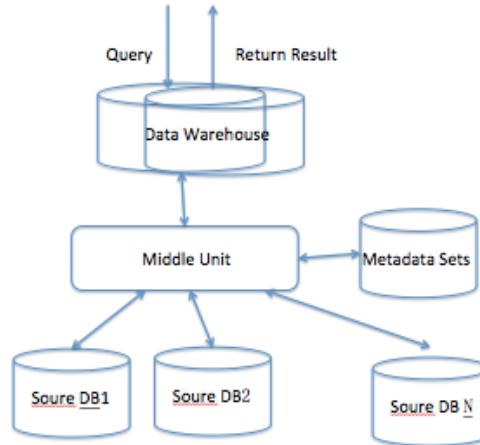 Query
Return Result
Data Warehouse
Middle Unit
Metadata Sets
Soure DB1
Soure DB2
Soure DB N